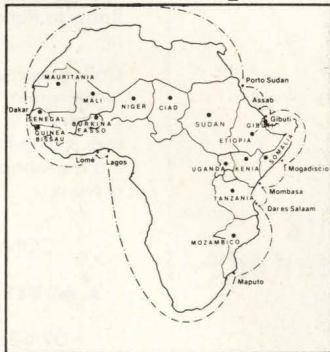 MAURITANIA
Porto Sudan
Assab
Dakar
MALI
NIGER
CIAD
Gibuti
SENEGAL
BURKINA
FASSO
SUDAN
GIBUTI
GUINEA
BISSAU
ETIOPIA
SOMALIA
Lomé
Lagos
UGANDA
KENIA
Mogadiscio
Mombasa
TANZANIA
Dar es Salaam
MOZAMBICO
Maputo